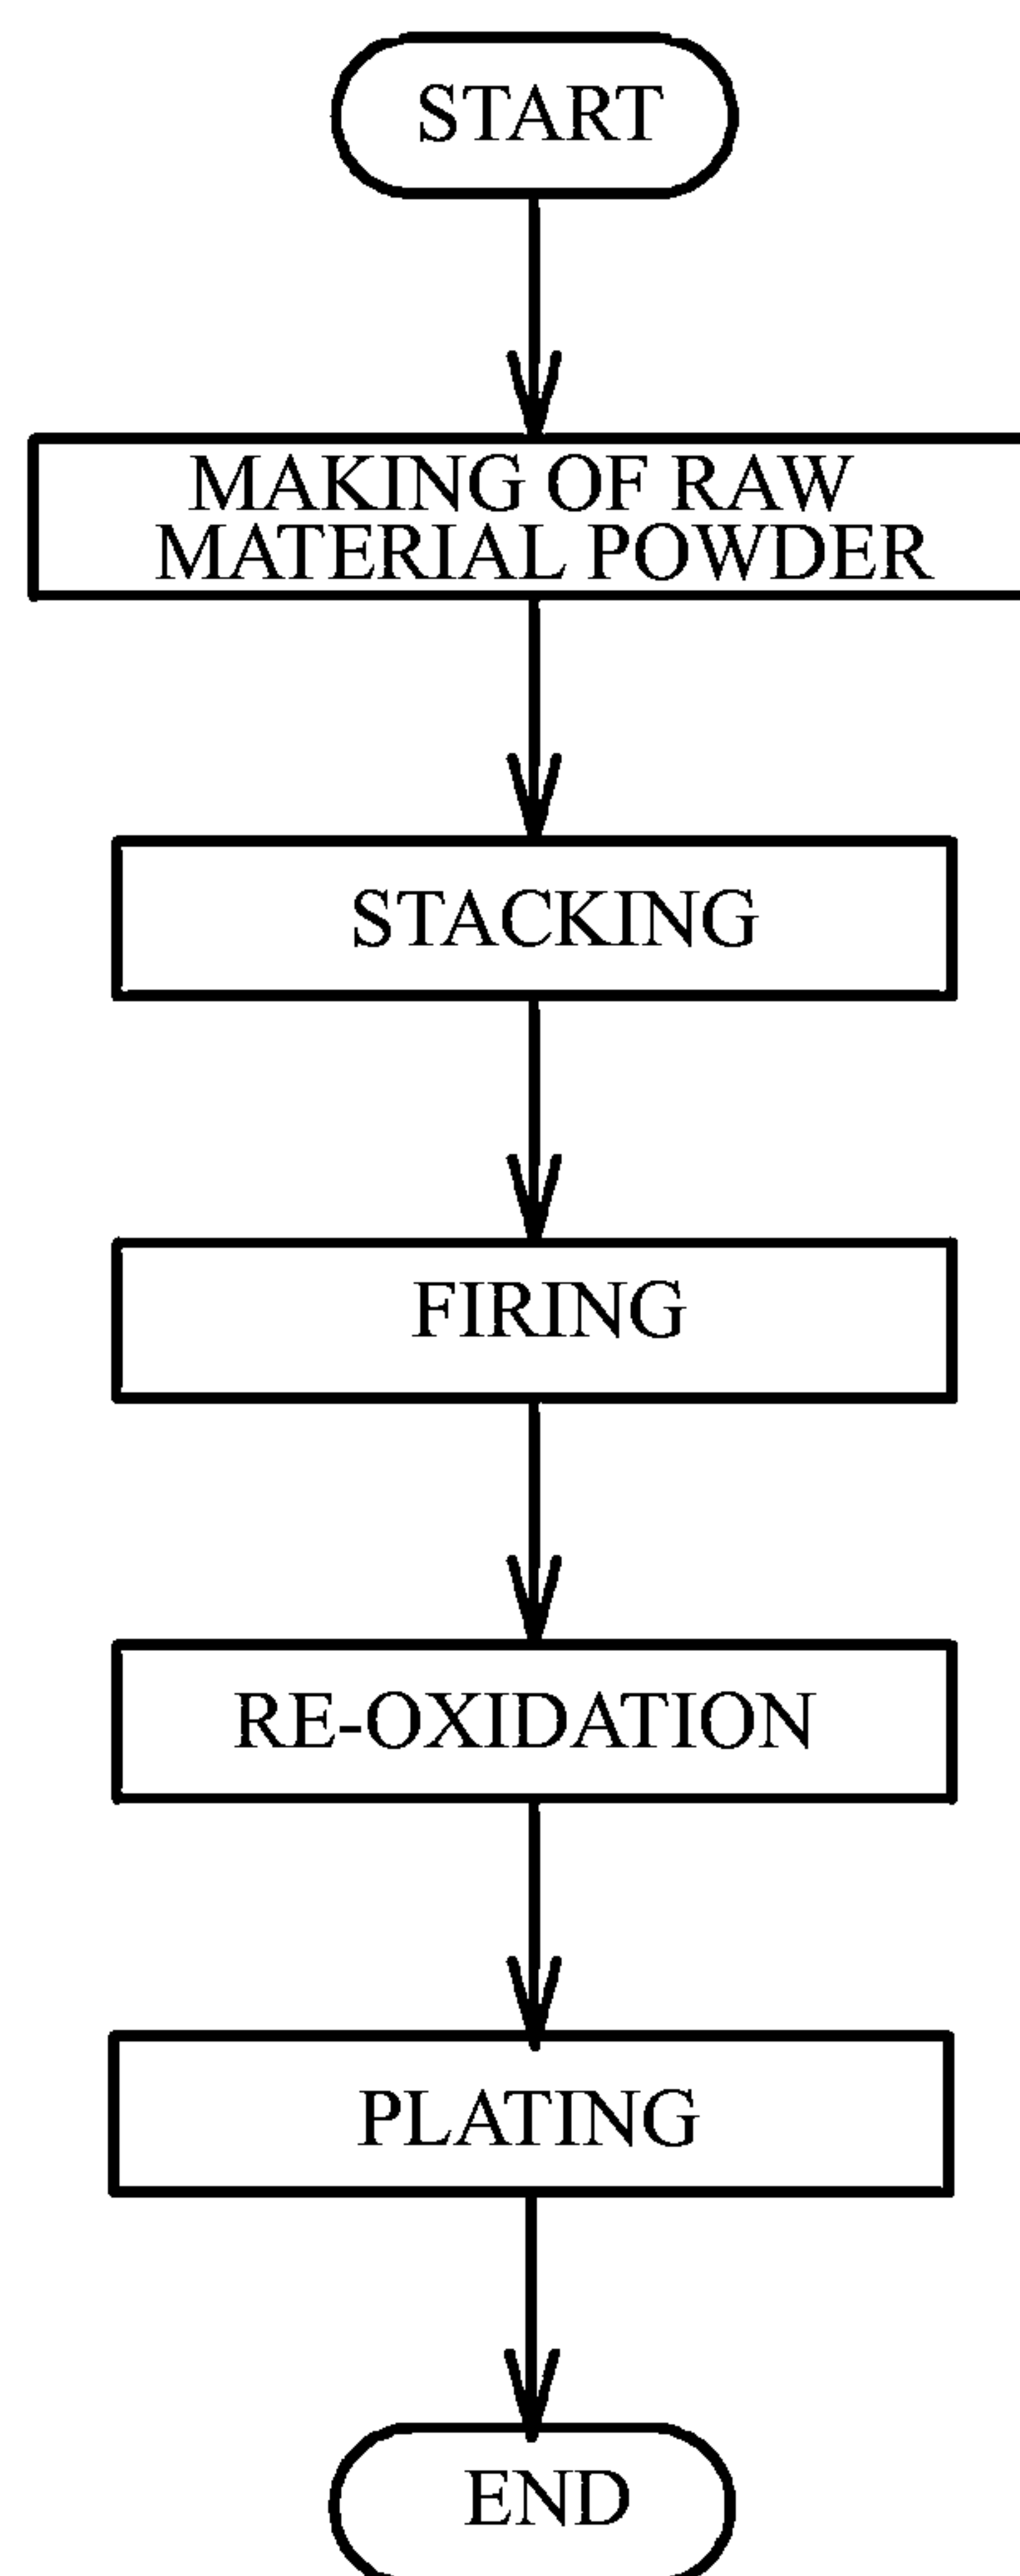 START
MAKING OF RAW
MATERIAL POWDER
STACKING
FIRING
RE-OXIDATION
PLATING
END